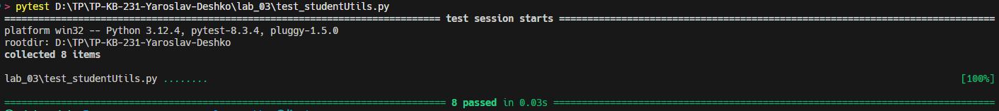 > pytest D:\TP\TP-KB-231-Yaroslav-Deshko\lab_03\test_studentUtils.py
============================================================================ test session starts ============================================================================
platform win32 -- Python 3.12.4, pytest-8.3.4, pluggy-1.5.0
rootdir: D:\TP\TP-KB-231-Yaroslav-Deshko
collected 8 items
lab_03\test_studentUtils.py ........ [100%]
============================================================================= 8 passed in 0.03s =============================================================================